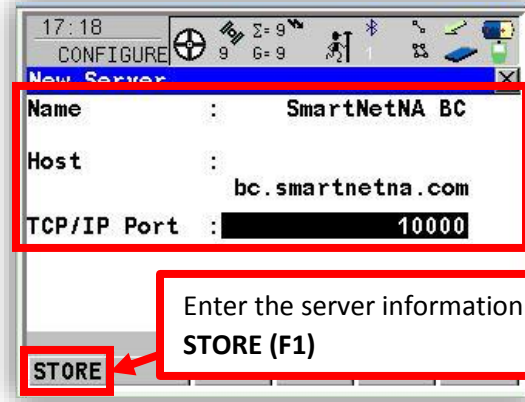 17:18
CONFIGURE
9
Σ= 9
G= 9
1
New Server
Name : SmartNetNA BC
Host :
bc.smartnetna.com
TCP/IP Port : 10000
Enter the server information
STORE (F1)
STORE